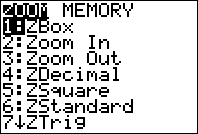 ZOOM MEMORY
1:ZBox
2:Zoom In
3:Zoom Out
4:ZDecimal
5:ZSquare
6:ZStandard
7↓ZTrig